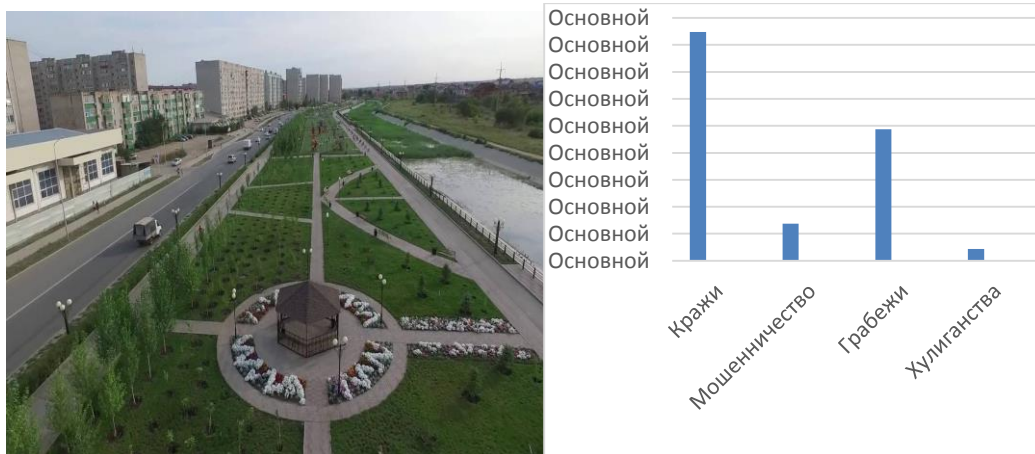 Основной
Основной
Основной
Основной
Основной
Основной
Основной
Основной
Основной
Основной
Кражи
Мошенничество
Грабежи
Хулиганства